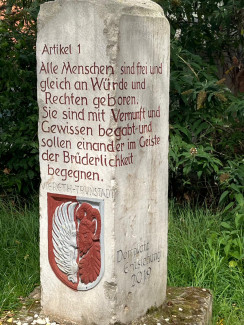 Artikel 1
Alle Menschen sind frei und
gleich an Würde und
Rechten geboren.
Sie sind mit Vernunft und
Gewissen begabt und
sollen einander im Geiste
der Brüderlichkeit
begegnen.
2019